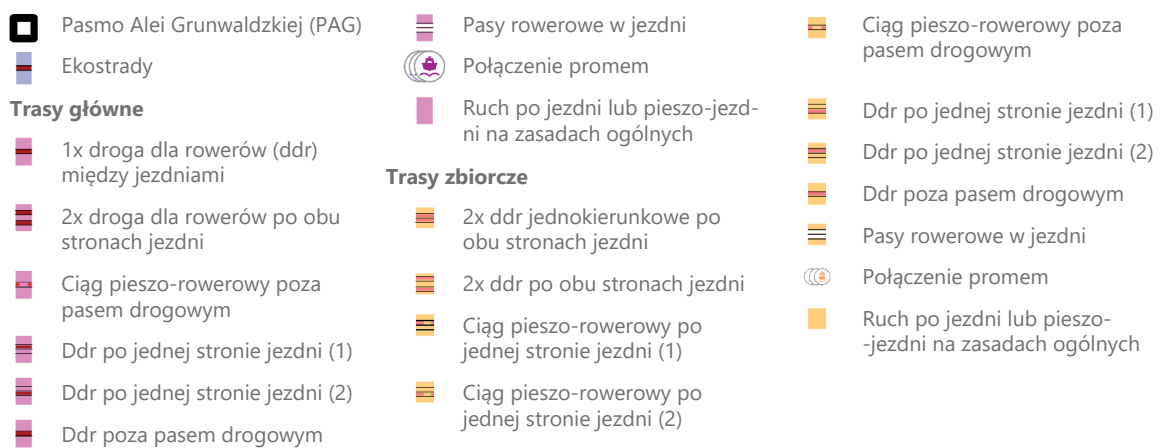 Pasmo Alei Grunwaldzkiej (PAG)
Ekostrady
Trasy główne
1x droga dla rowerów (ddr)
między jezdniami
2x droga dla rowerów po obu
stronach jezdni
Ciąg pieszo-rowerowy poza
pasem drogowym
Ddr po jednej stronie jezdni (1)
Ddr po jednej stronie jezdni (2)
Ddr poza pasem drogowym
Pasy rowerowe w jezdni
Połączenie promem
Ruch po jezdni lub pieszo-jezd-
ni na zasadach ogólnych
Trasy zbiorcze
2x ddr jednokierunkowe po
obu stronach jezdni
2x ddr po obu stronach jezdni
Ciąg pieszo-rowerowy po
jednej stronie jezdni (1)
Ciąg pieszo-rowerowy po
jednej stronie jezdni (2)
Ciąg pieszo-rowerowy poza
pasem drogowym
Ddr po jednej stronie jezdni (1)
Ddr po jednej stronie jezdni (2)
Ddr poza pasem drogowym
Pasy rowerowe w jezdni
Połączenie promem
Ruch po jezdni lub pieszo-
-jezdni na zasadach ogólnych